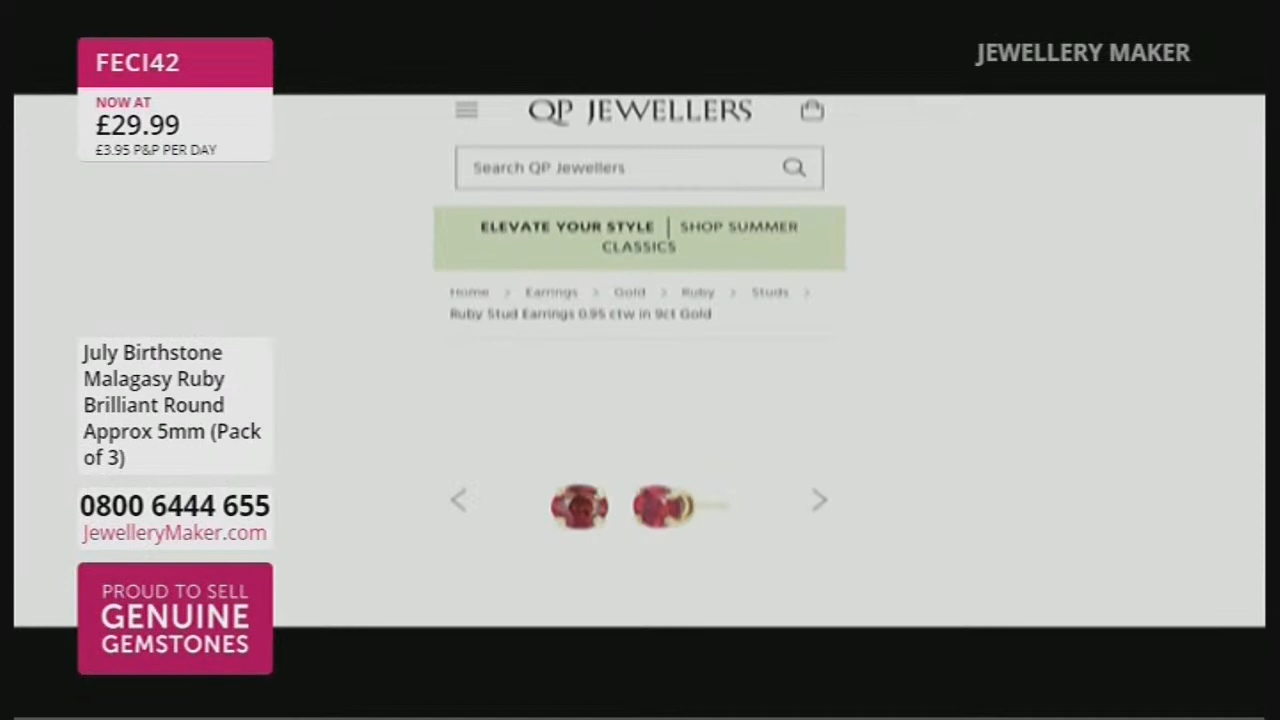 FECI42
NOW AT
£29.99
£3.95 P&P PER DAY
JEWELLERY MAKER
QP JEWELLERS
Search QP Jewellers
ELEVATE YOUR STYLE | SHOP SUMMER
CLASSICS
Home > Earrings > Gold > Ruby > Studs >
Ruby Stud Earrings 0.95 ctw in 9ct Gold
July Birthstone
Malagasy Ruby
Brilliant Round
Approx 5mm (Pack
of 3)
0800 6444 655
JewelleryMaker.com
PROUD TO SELL
GENUINE
GEMSTONES